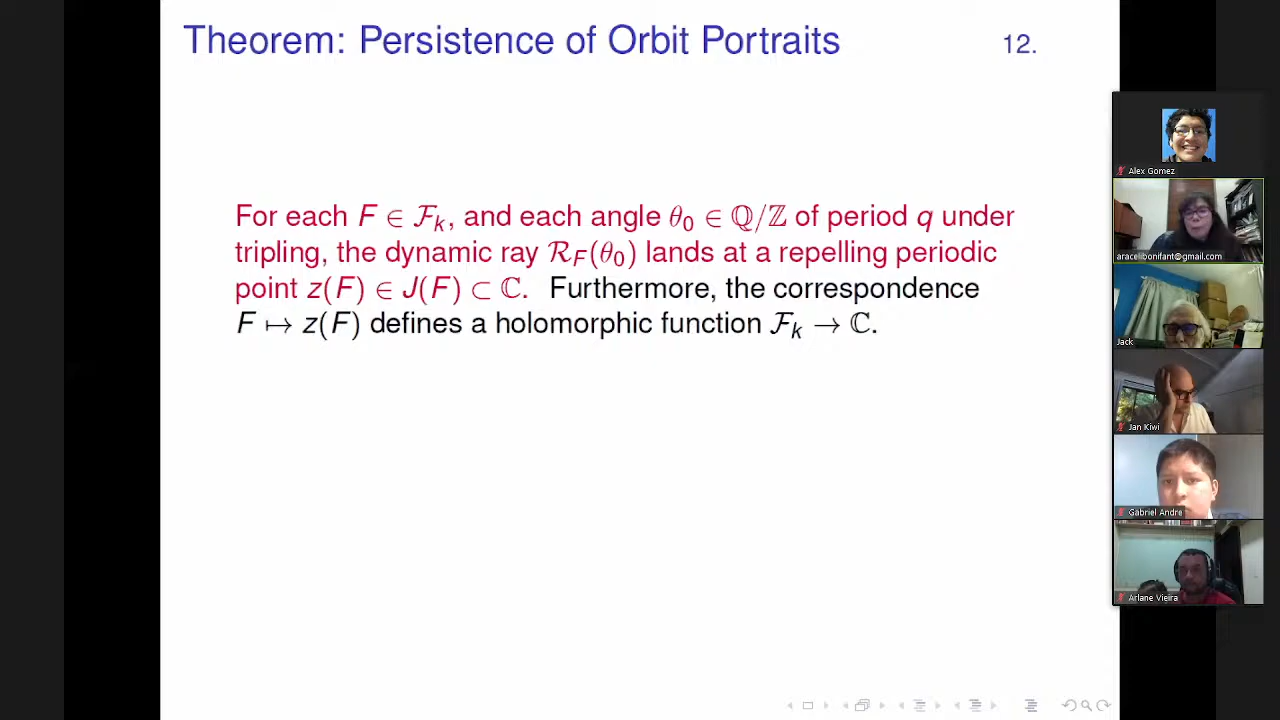 Theorem: Persistence of Orbit Portraits 12.
For each F ∈ 𝓕ₖ, and each angle θ₀ ∈ ℚ/ℤ of period q under
tripling, the dynamic ray 𝓡_F(θ₀) lands at a repelling periodic
point z(F) ∈ J(F) ⊂ ℂ. Furthermore, the correspondence
F ↦ z(F) defines a holomorphic function 𝓕ₖ → ℂ.
Alex Gomez
aracelibonifant@gmail.com
Jack
Jan Kiwi
Gabriel Andre
Arlane Vieira